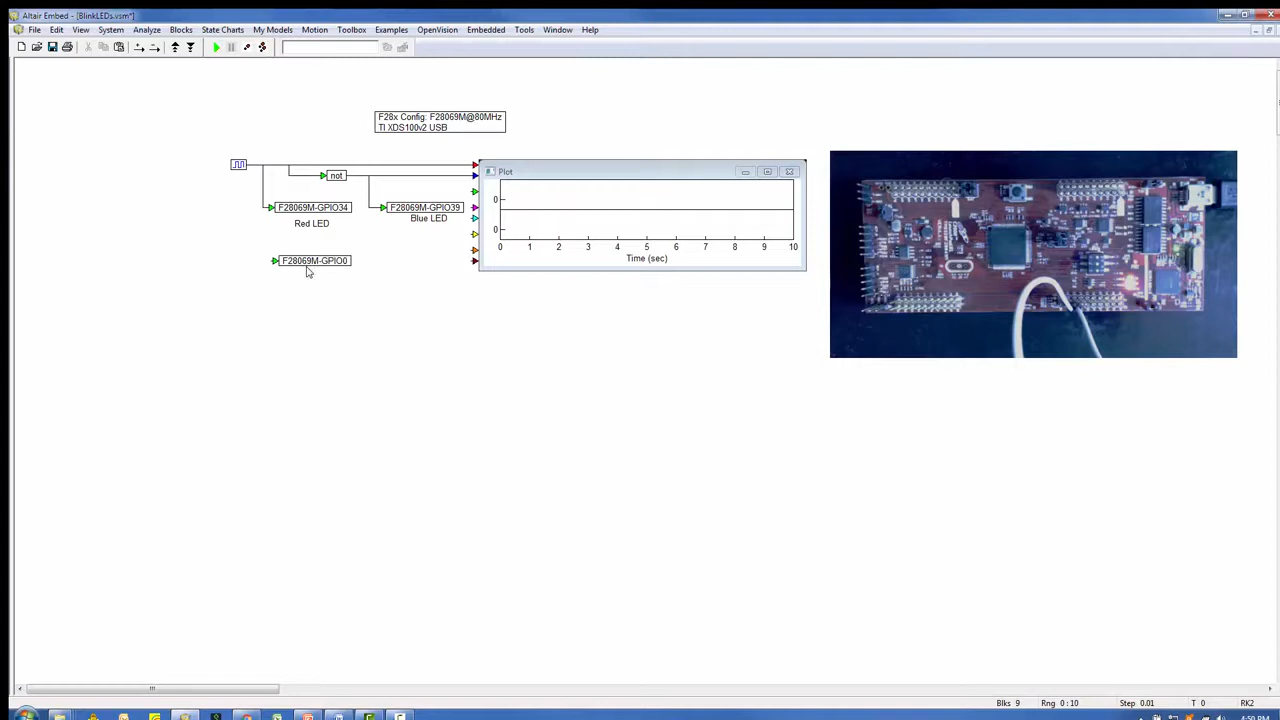 Altair Embed - [BlinkLEDs.vsm*]
File Edit View System Analyze Blocks State Charts My Models Motion Toolbox Examples OpenVision Embedded Tools Window Help
F28x Config: F28069M@80MHz
TI XDS100v2 USB
not
Plot
0
0
0 1 2 3 4 5 6 7 8 9 10
Time (sec)
F28069M-GPIO34
F28069M-GPIO39
Red LED
Blue LED
F28069M-GPIO0
Blks 9 Rng 0 : 10 Step 0.01 T 0 RK2
4:50 PM